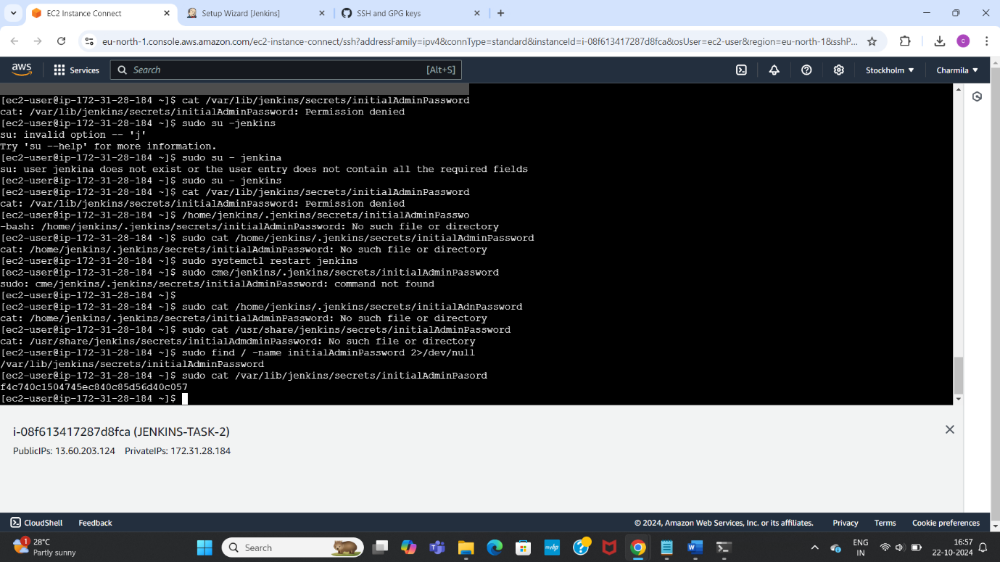 EC2 Instance Connect
Setup Wizard [Jenkins]
SSH and GPG keys
eu-north-1.console.aws.amazon.com/ec2-instance-connect/ssh?addressFamily=ipv4&connType=standard&instanceId=i-08f613417287d8fca&osUser=ec2-user&region=eu-north-1&sshP...
C
aws
Services
Search
[Alt+S]
Stockholm
Charmila
[ec2-user@ip-172-31-28-184 ~]$ cat /var/lib/jenkins/secrets/initialAdminPassword
cat: /var/lib/jenkins/secrets/initialAdminPassword: Permission denied
[ec2-user@ip-172-31-28-184 ~]$ sudo su -jenkins
su: invalid option -- 'j'
Try 'su --help' for more information.
[ec2-user@ip-172-31-28-184 ~]$ sudo su - jenkina
su: user jenkina does not exist or the user entry does not contain all the required fields
[ec2-user@ip-172-31-28-184 ~]$ sudo su - jenkins
[ec2-user@ip-172-31-28-184 ~]$ cat /var/lib/jenkins/secrets/initialAdminPassword
cat: /var/lib/jenkins/secrets/initialAdminPassword: Permission denied
[ec2-user@ip-172-31-28-184 ~]$ /home/jenkins/.jenkins/secrets/initialAdminPasswo
-bash: /home/jenkins/.jenkins/secrets/initialAdminPassword: No such file or directory
[ec2-user@ip-172-31-28-184 ~]$ sudo cat /home/jenkins/.jenkins/secrets/initialAdminPassword
cat: /home/jenkins/.jenkins/secrets/initialAdminPassword: No such file or directory
[ec2-user@ip-172-31-28-184 ~]$ sudo systemctl restart jenkins
[ec2-user@ip-172-31-28-184 ~]$ sudo cme/jenkins/.jenkins/secrets/initialAdminPassword
sudo: cme/jenkins/.jenkins/secrets/initialAdminPassword: command not found
[ec2-user@ip-172-31-28-184 ~]$
[ec2-user@ip-172-31-28-184 ~]$ sudo cat /home/jenkins/.jenkins/secrets/initialAdnPassword
cat: /home/jenkins/.jenkins/secrets/initialAdminPassword: No such file or directory
[ec2-user@ip-172-31-28-184 ~]$ sudo cat /usr/share/jenkins/secrets/initialAdminPassword
cat: /usr/share/jenkins/secrets/initialAdmdminPassword: No such file or directory
[ec2-user@ip-172-31-28-184 ~]$ sudo find / -name initialAdminPassword 2>/dev/null
/var/lib/jenkins/secrets/initialAdminPassword
[ec2-user@ip-172-31-28-184 ~]$ sudo cat /var/lib/jenkins/secrets/initialAdminPasord
f4c740c1504745ec840c85d56d40c057
[ec2-user@ip-172-31-28-184 ~]$
i-08f613417287d8fca (JENKINS-TASK-2)
PublicIPs: 13.60.203.124 PrivateIPs: 172.31.28.184
CloudShell
Feedback
© 2024, Amazon Web Services, Inc. or its affiliates.
Privacy
Terms
Cookie preferences
1
28°C
Partly sunny
Search
ENG
IN
16:57
22-10-2024